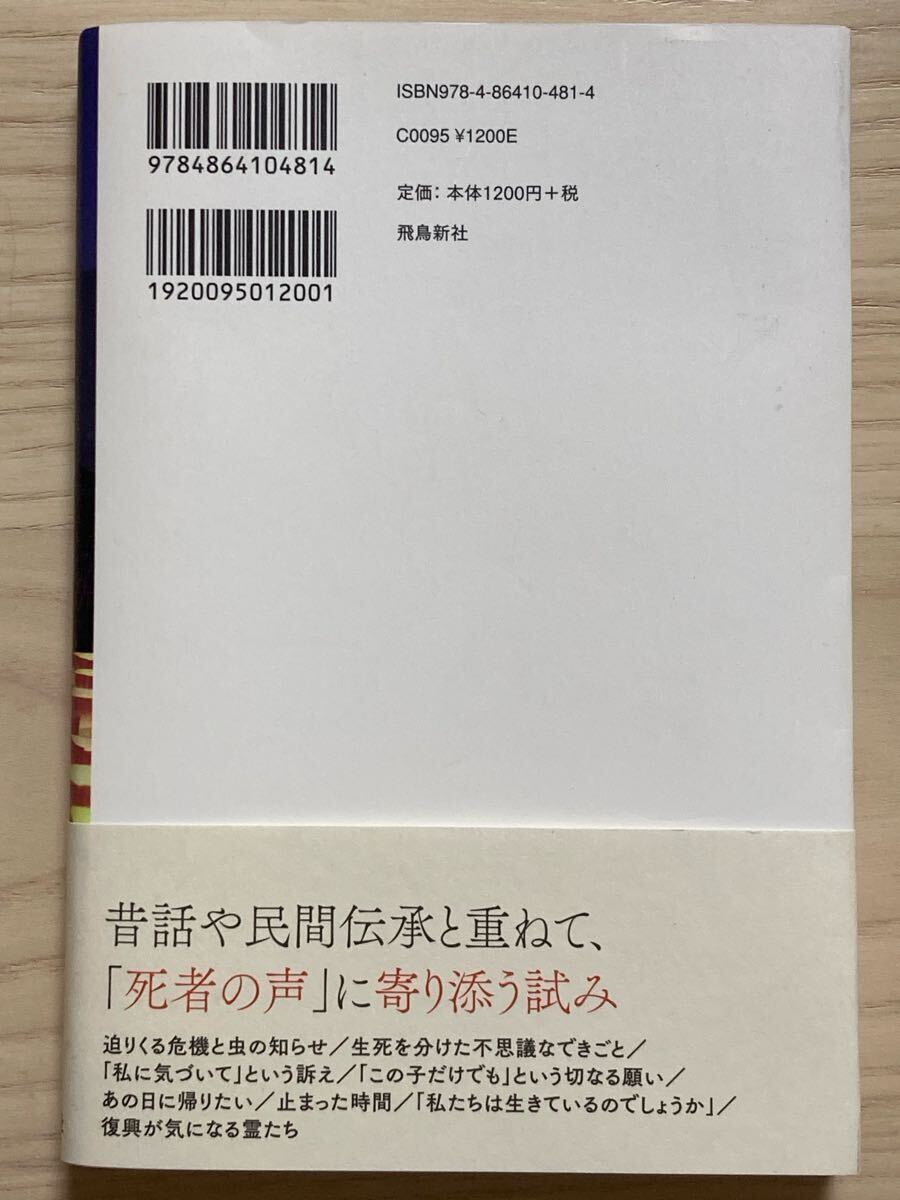 ISBN978-4-86410-481-4
9784864104814
C0095 ¥1200E
定価：本体1200円＋税
1920095012001
飛鳥新社
昔話や民間伝承と重ねて、
「死者の声」に寄り添う試み
迫りくる危機と虫の知らせ／生死を分けた不思議なできごと／
「私に気づいて」という訴え／「この子だけでも」という切なる願い／
あの日に帰りたい／止まった時間／「私たちは生きているのでしょうか」／
復興が気になる霊たち